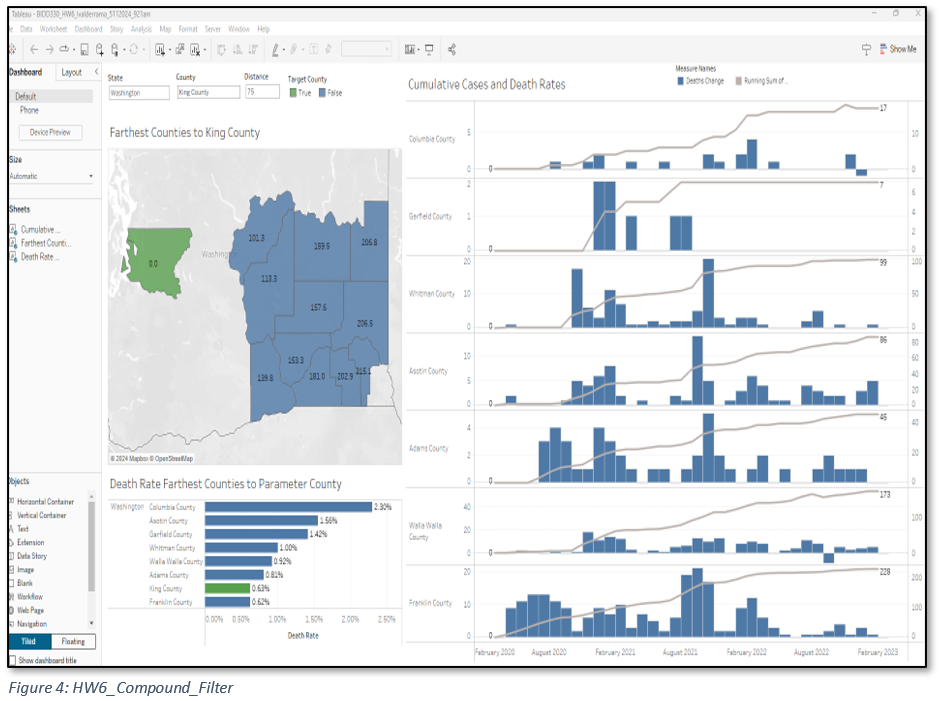 Tableau - BIDD330_HW6_lvalderrama_5112024_921am
File Data Worksheet Dashboard Story Analysis Map Format Server Window Help
Show Me
Dashboard Layout
Default
Phone
Device Preview
Size
Automatic
Sheets
Cumulative ...
Farthest Counti...
Death Rate ...
Objects
Horizontal Container
Vertical Container
Text
Extension
Data Story
Image
Blank
Workflow
Web Page
Navigation
Tiled Floating
Show dashboard title
State County Distance Target County
Washington King County 75 True False
Farthest Counties to King County
Washington
0.0
101.3
189.5
206.8
113.3
157.6
206.5
153.3
139.8
181.0
202.9
215.1
© 2024 Mapbox © OpenStreetMap
Death Rate Farthest Counties to Parameter County
Washington Columbia County 2.30%
Asotin County 1.56%
Garfield County 1.42%
Whitman County 1.00%
Walla Walla County 0.92%
Adams County 0.81%
King County 0.63%
Franklin County 0.62%
0.00% 0.50% 1.00% 1.50% 2.00% 2.50%
Death Rate
Cumulative Cases and Death Rates
Measure Names
Deaths Change Running Sum of ..
Columbia County 5 0 0 17 10 0
Garfield County 2 1 0 0 7 6 4 2 0
Whitman County 20 10 0 0 99 100 50 0
Asotin County 10 5 0 0 86 80 60 40 20 0
Adams County 4 2 0 0 45 40 20 0
Walla Walla
County
40 20 0 0 173 100 0
Franklin County 20 10 0 0 228 200 100 0
February 2020 August 2020 February 2021 August 2021 February 2022 August 2022 February 2023
Figure 4: HW6_Compound_Filter